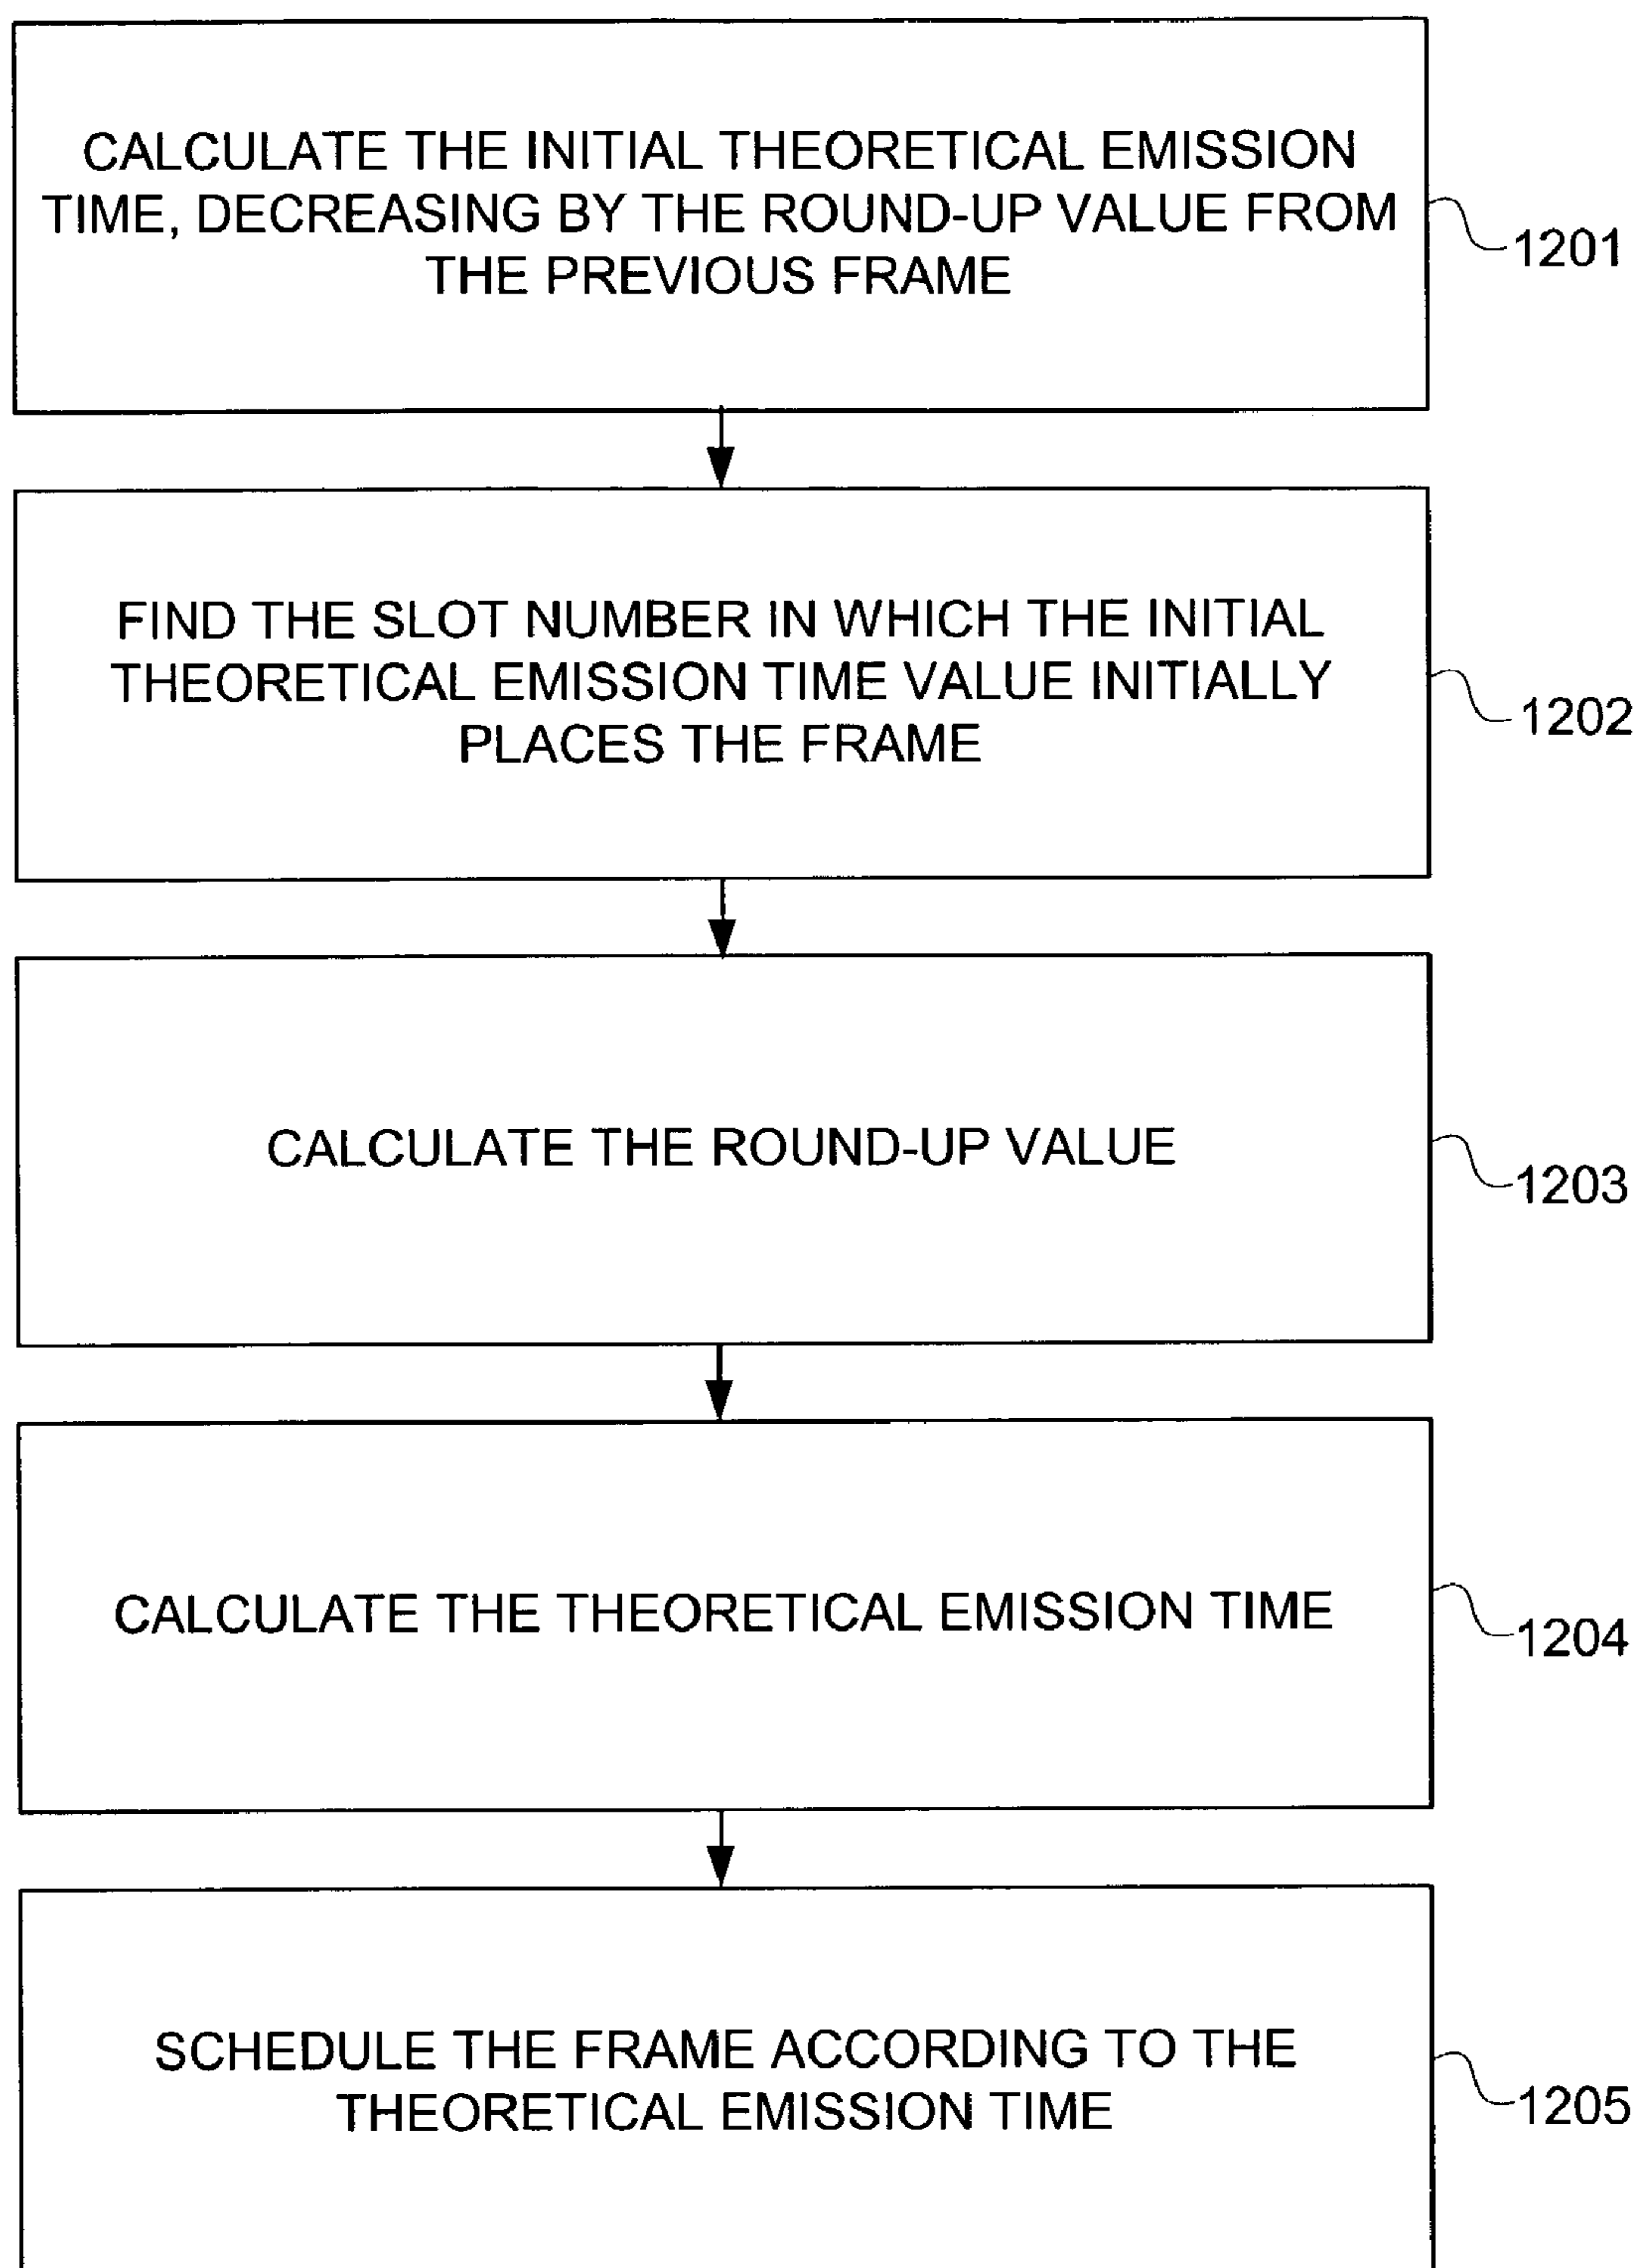 CALCULATE THE INITIAL THEORETICAL EMISSION
TIME, DECREASING BY THE ROUND-UP VALUE FROM
THE PREVIOUS FRAME
1201
FIND THE SLOT NUMBER IN WHICH THE INITIAL
THEORETICAL EMISSION TIME VALUE INITIALLY
PLACES THE FRAME
1202
CALCULATE THE ROUND-UP VALUE
1203
CALCULATE THE THEORETICAL EMISSION TIME
1204
SCHEDULE THE FRAME ACCORDING TO THE
THEORETICAL EMISSION TIME
1205